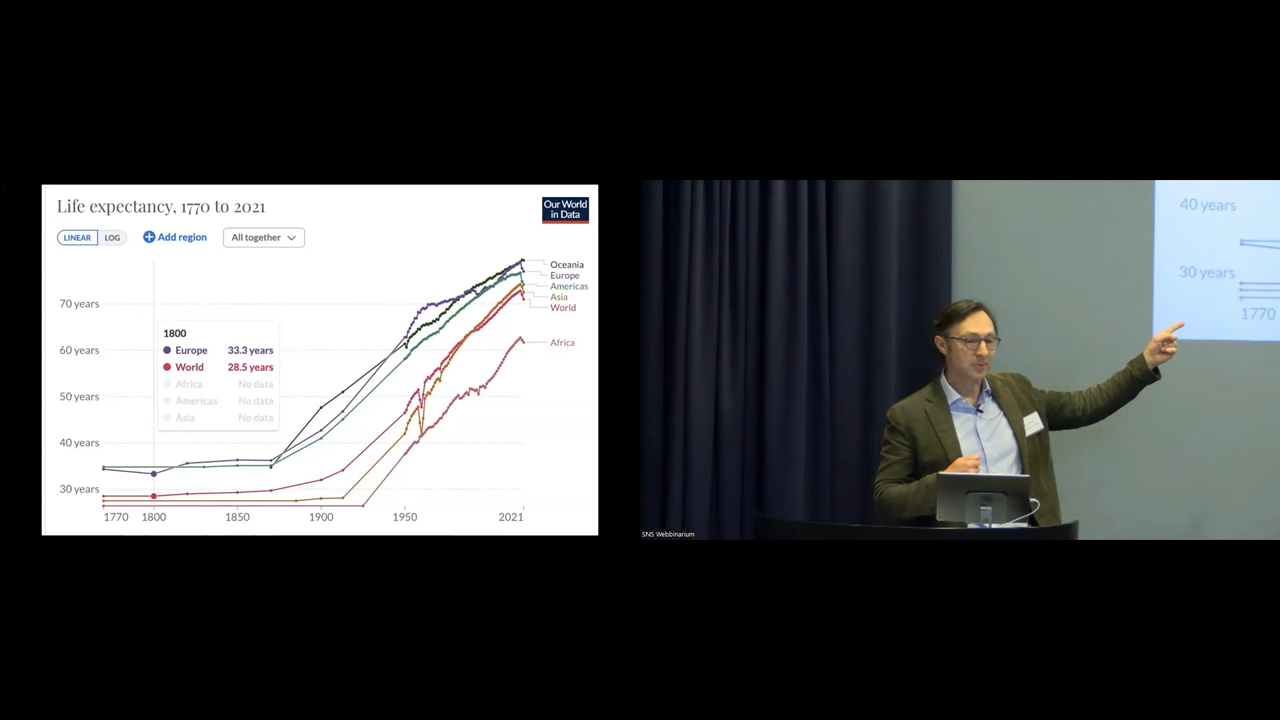 Life expectancy, 1770 to 2021
Our World
in Data
LINEAR LOG
Add region
All together
70 years
60 years
50 years
40 years
30 years
1800
Europe 33.3 years
World 28.5 years
Africa No data
Americas No data
Asia No data
Oceania
Europe
Americas
Asia
World
Africa
1770 1800 1850 1900 1950 2021
40 years
30 years
1770
SNS Webbinarium